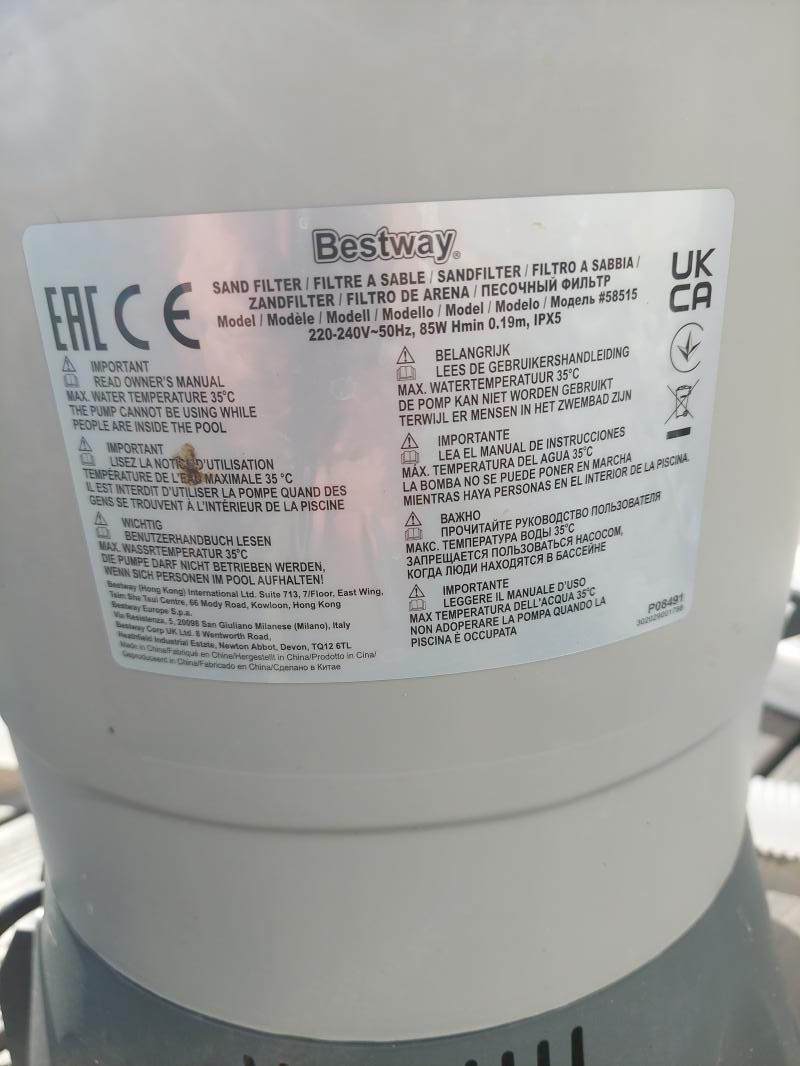 Bestway®
SAND FILTER / FILTRE A SABLE / SANDFILTER / FILTRO A SABBIA /
ZANDFILTER / FILTRO DE ARENA / ПЕСОЧНЫЙ ФИЛЬТР
Model / Modèle / Modell / Modello / Model / Modelo / Модель #58515
220-240V~50Hz, 85W Hmin 0.19m, IPX5
EAC CE
UK
CA
IMPORTANT
READ OWNER'S MANUAL
MAX. WATER TEMPERATURE 35°C
THE PUMP CANNOT BE USING WHILE
PEOPLE ARE INSIDE THE POOL
IMPORTANT
LISEZ LA NOTICE D'UTILISATION
TEMPÉRATURE DE L'EAU MAXIMALE 35 °C
IL EST INTERDIT D'UTILISER LA POMPE QUAND DES
GENS SE TROUVENT À L'INTÉRIEUR DE LA PISCINE
WICHTIG
BENUTZERHANDBUCH LESEN
MAX. WASSRTEMPERATUR 35°C
DIE PUMPE DARF NICHT BETRIEBEN WERDEN,
WENN SICH PERSONEN IM POOL AUFHALTEN!
Bestway (Hong Kong) International Ltd. Suite 713, 7/Floor, East Wing,
Tsim Sha Tsui Centre, 66 Mody Road, Kowloon, Hong Kong
Bestway Europe S.p.a.
Via Resistenza, 5, 20098 San Giuliano Milanese (Milano), Italy
Bestway Corp UK Ltd. 8 Wentworth Road,
Heathfield Industrial Estate, Newton Abbot, Devon, TQ12 6TL
Made in China/Fabriqué en Chine/Hergestellt in China/Prodotto in Cina/
Geproduceerd in China/Fabricado en China/Сделано в Китае
BELANGRIJK
LEES DE GEBRUIKERSHANDLEIDING
MAX. WATERTEMPERATUUR 35°C
DE POMP KAN NIET WORDEN GEBRUIKT
TERWIJL ER MENSEN IN HET ZWEMBAD ZIJN
IMPORTANTE
LEA EL MANUAL DE INSTRUCCIONES
MÁX. TEMPERATURA DEL AGUA 35°C
LA BOMBA NO SE PUEDE PONER EN MARCHA
MIENTRAS HAYA PERSONAS EN EL INTERIOR DE LA PISCINA.
ВАЖНО
ПРОЧИТАЙТЕ РУКОВОДСТВО ПОЛЬЗОВАТЕЛЯ
МАКС. ТЕМПЕРАТУРА ВОДЫ 35°C
ЗАПРЕЩАЕТСЯ ПОЛЬЗОВАТЬСЯ НАСОСОМ,
КОГДА ЛЮДИ НАХОДЯТСЯ В БАССЕЙНЕ
IMPORTANTE
LEGGERE IL MANUALE D'USO
MAX TEMPERATURA DELL'ACQUA 35°C
NON ADOPERARE LA POMPA QUANDO LA
PISCINA È OCCUPATA
P08491
302029001798